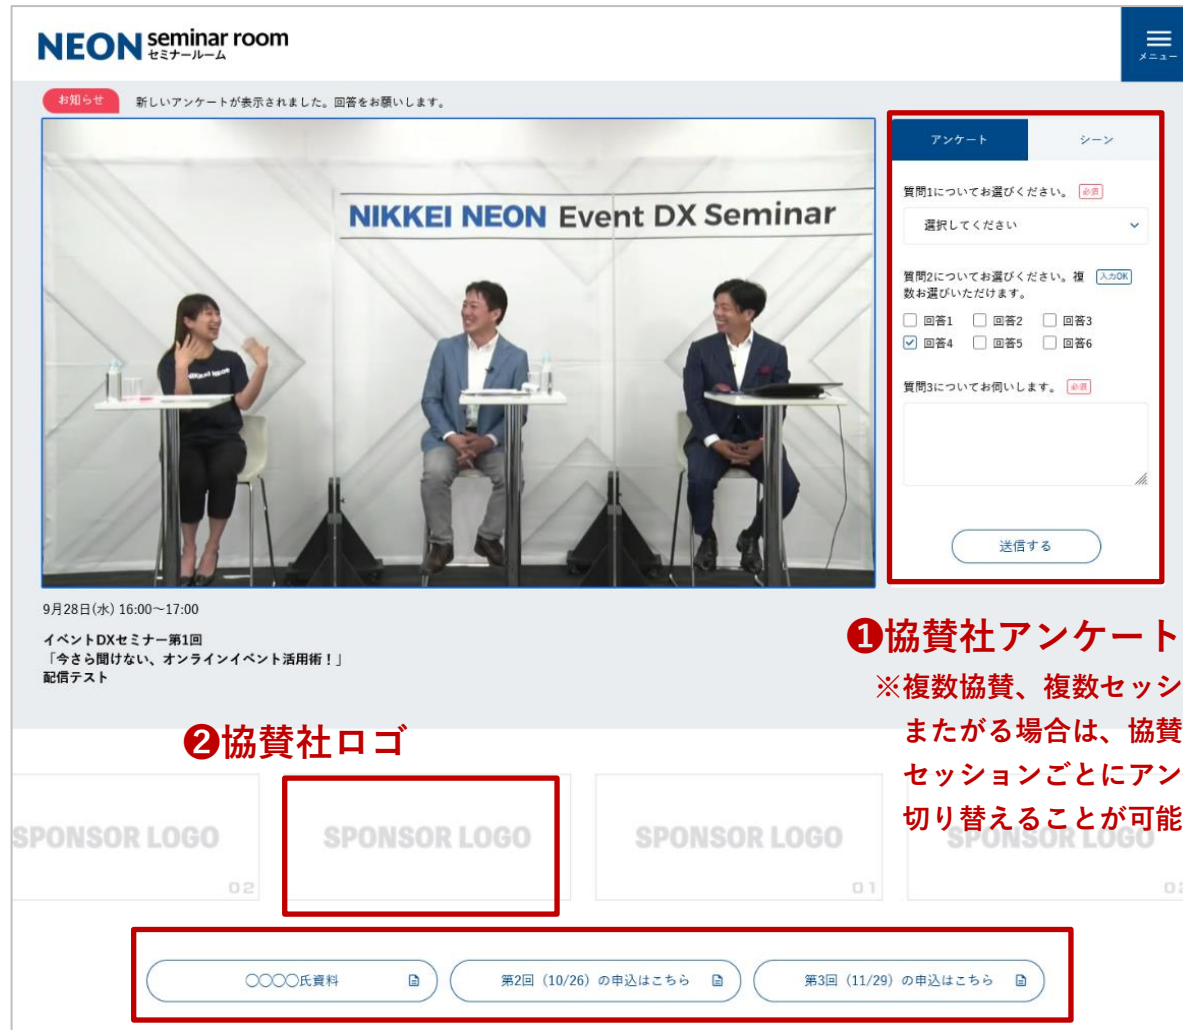 NEON seminar room
セミナールーム
メニュー
お知らせ 新しいアンケートが表示されました。回答をお願いします。
NIKKEI NEON Event DX Seminar
NIKKEI NEON
アンケート シーン
質問1についてお選びください。 必須
選択してください
質問2についてお選びください。複 入力OK
数お選びいただけます。
回答1 回答2 回答3
回答4 回答5 回答6
質問3についてお伺いします。 必須
送信する
9月28日(水) 16:00〜17:00
イベントDXセミナー第1回
「今さら聞けない、オンラインイベント活用術！」
配信テスト
❶協賛社アンケート
※複数協賛、複数セッシ
またがる場合は、協賛
セッションごとにアン
切り替えることが可能
❷協賛社ロゴ
SPONSOR LOGO
02
SPONSOR LOGO
SPONSOR LOGO
01
SPONSOR LOGO
〇〇〇〇氏資料
第2回（10/26）の申込はこちら
第3回（11/29）の申込はこちら